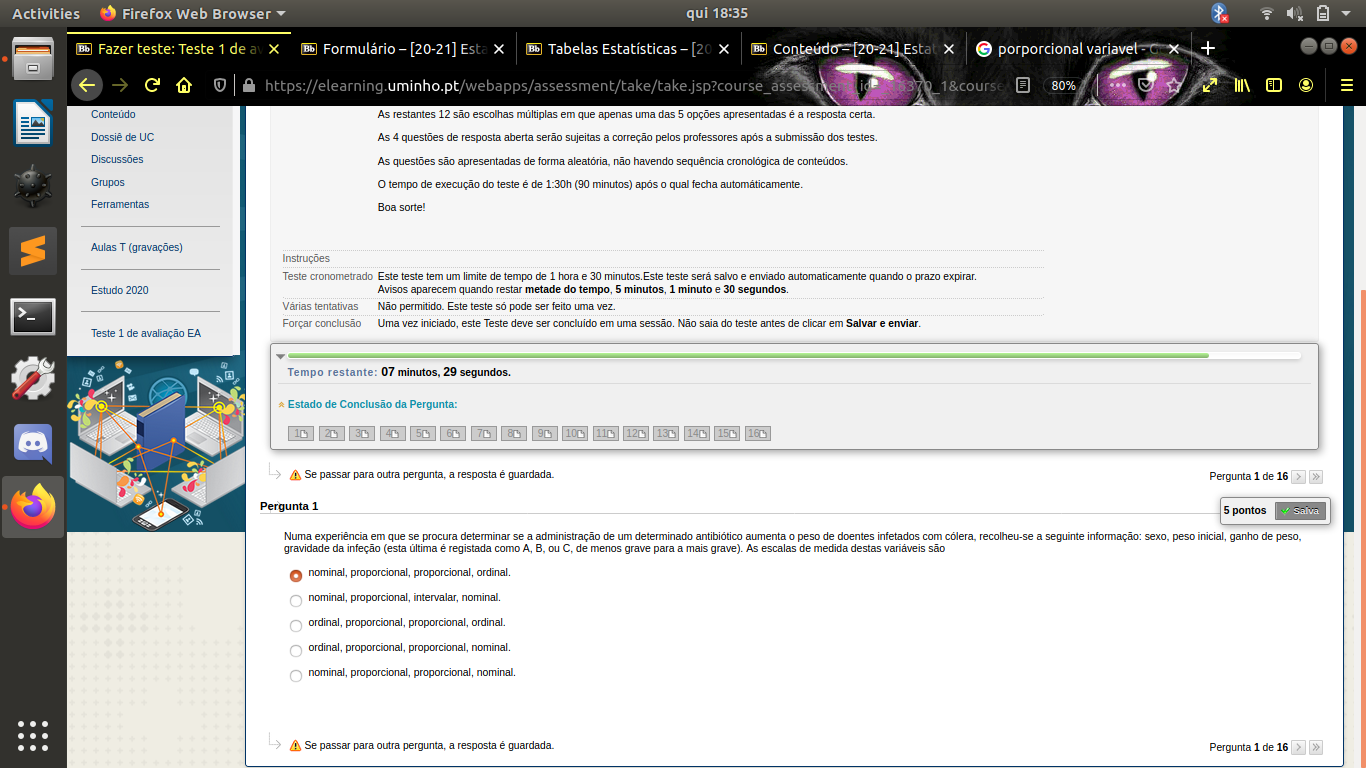 Activities
Firefox Web Browser
qui 18:35
Fazer teste: Teste 1 de av
Formulário – [20-21] Esta
Tabelas Estatísticas – [20
Conteúdo – [20-21] Estat
porporcional varjavel - G
https://elearning.uminho.pt/webapps/assessment/take/take.jsp?course_assessment_id=
80%
Conteúdo
Dossiê de UC
Discussões
Grupos
Ferramentas
Aulas T (gravações)
Estudo 2020
Teste 1 de avaliação EA
As restantes 12 são escolhas múltiplas em que apenas uma das 5 opções apresentadas é a resposta certa.
As 4 questões de resposta aberta serão sujeitas a correção pelos professores após a submissão dos testes.
As questões são apresentadas de forma aleatória, não havendo sequência cronológica de conteúdos.
O tempo de execução do teste é de 1:30h (90 minutos) após o qual fecha automáticamente.
Boa sorte!
Instruções
Teste cronometrado Este teste tem um limite de tempo de 1 hora e 30 minutos.Este teste será salvo e enviado automaticamente quando o prazo expirar.
Avisos aparecem quando restar metade do tempo, 5 minutos, 1 minuto e 30 segundos.
Várias tentativas Não permitido. Este teste só pode ser feito uma vez.
Forçar conclusão Uma vez iniciado, este Teste deve ser concluído em uma sessão. Não saia do teste antes de clicar em Salvar e enviar.
Tempo restante: 07 minutos, 29 segundos.
Estado de Conclusão da Pergunta:
1 2 3 4 5 6 7 8 9 10 11 12 13 14 15 16
Se passar para outra pergunta, a resposta é guardada.
Pergunta 1 de 16
Pergunta 1
5 pontos
Salva
Numa experiência em que se procura determinar se a administração de um determinado antibiótico aumenta o peso de doentes infetados com cólera, recolheu-se a seguinte informação: sexo, peso inicial, ganho de peso,
gravidade da infeção (esta última é registada como A, B, ou C, de menos grave para a mais grave). As escalas de medida destas variáveis são
nominal, proporcional, proporcional, ordinal.
nominal, proporcional, intervalar, nominal.
ordinal, proporcional, proporcional, ordinal.
ordinal, proporcional, proporcional, nominal.
nominal, proporcional, proporcional, nominal.
Se passar para outra pergunta, a resposta é guardada.
Pergunta 1 de 16